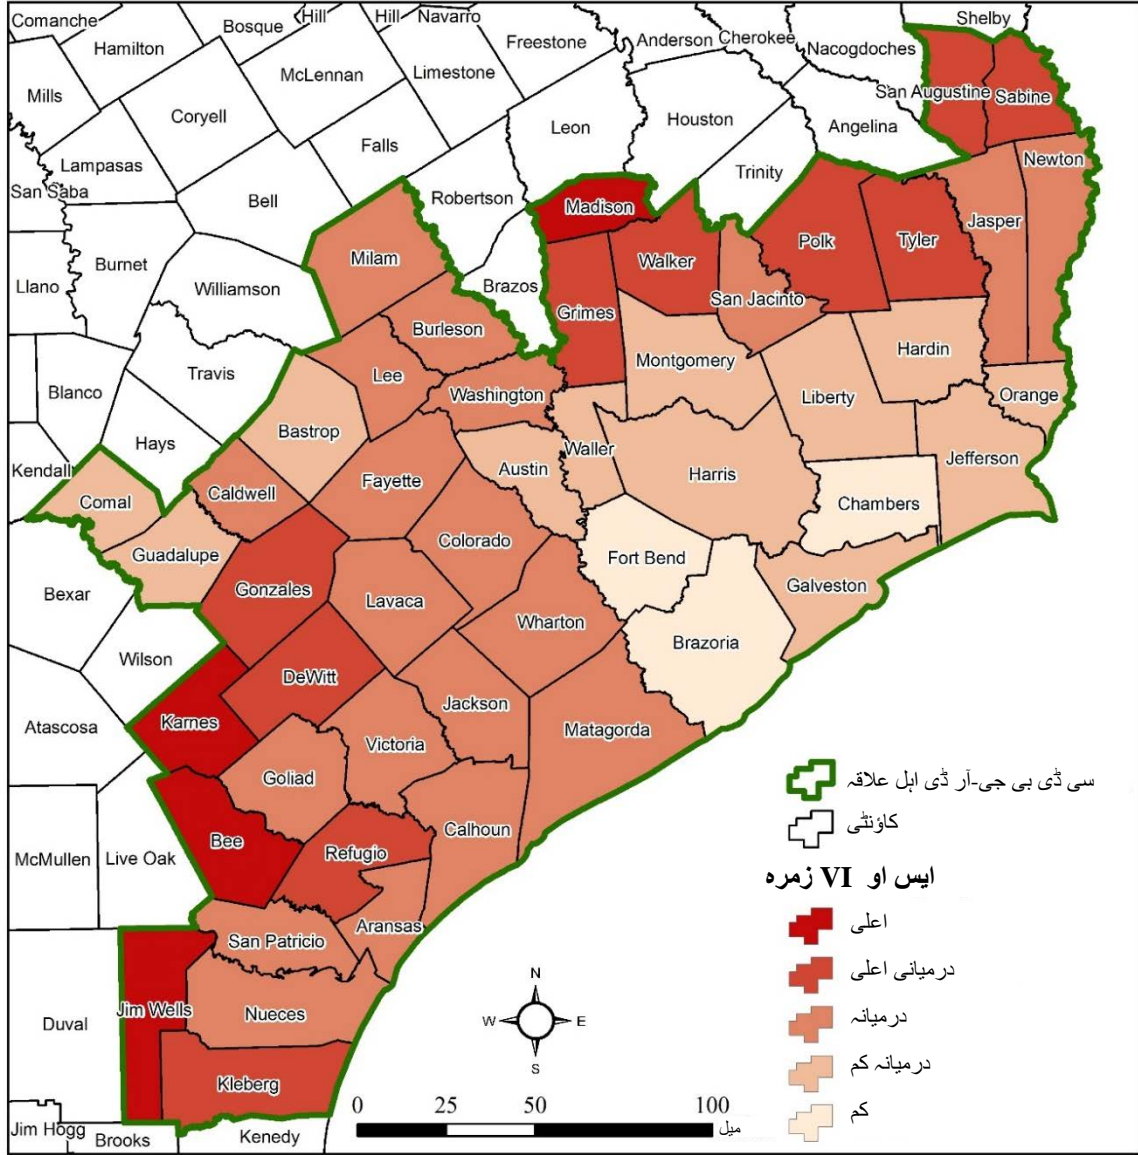 Comanche
Hill
Hill
Navarro
Shelby
Hamilton
Bosque
Freestone
Anderson
Cherokee
Nacogdoches
McLennan
Limestone
Mills
San Augustine
Sabine
Coryell
Leon
Houston
Angelina
Falls
Lampasas
Trinity
Newton
San Saba
Bell
Robertson
Madison
Jasper
Milam
Walker
Polk
Tyler
Burnet
Llano
Williamson
Brazos
San Jacinto
Grimes
Burleson
Hardin
Montgomery
Travis
Lee
Blanco
Washington
Liberty
Orange
Bastrop
Hays
Waller
Jefferson
Kendall
Austin
Harris
Fayette
Caldwell
Comal
Chambers
Colorado
Guadalupe
Fort Bend
Galveston
Bexar
Gonzales
Lavaca
Wharton
Brazoria
Wilson
DeWitt
Jackson
Atascosa
Karnes
Matagorda
Victoria
Goliad
سی ڈی بی جی-آر ڈی اہل علاقہ
Calhoun
کاؤنٹی
Bee
Refugio
McMullen
Live Oak
ایس او VI زمرہ
Aransas
اعلی
San Patricio
درمیانی اعلی
Jim Wells
Nueces
Duval
درمیانہ
N
W
E
S
درمیانہ کم
Kleberg
0 25 50 100
میل
کم
Jim Hogg
Brooks
Kenedy